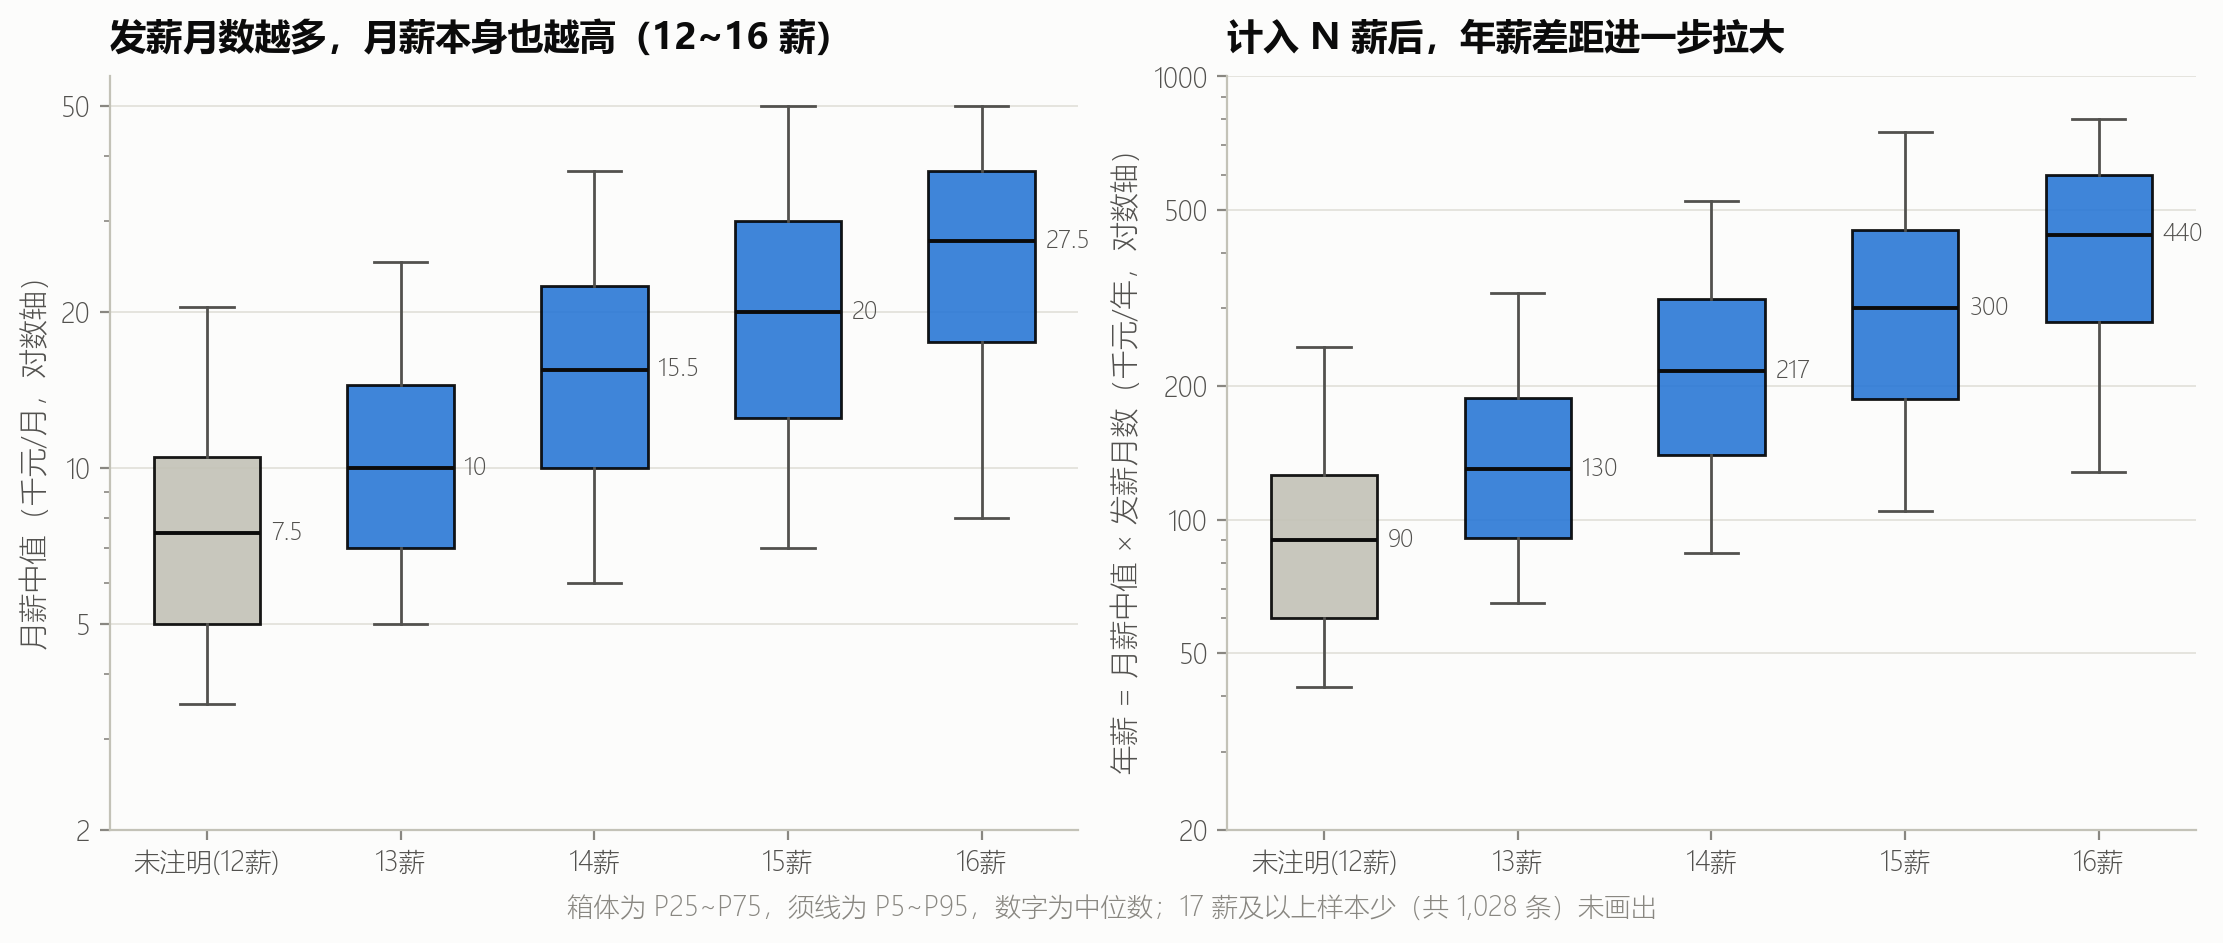 发薪月数越多，月薪本身也越高（12~16 薪）
月薪中值（千元/月，对数轴）
50
20
10
5
2
7.5
10
15.5
20
27.5
未注明(12薪)
13薪
14薪
15薪
16薪
计入 N 薪后，年薪差距进一步拉大
年薪 = 月薪中值 × 发薪月数（千元/年，对数轴）
1000
500
200
100
50
20
90
130
217
300
440
未注明(12薪)
13薪
14薪
15薪
16薪
箱体为 P25~P75，须线为 P5~P95，数字为中位数；17 薪及以上样本少（共 1,028 条）未画出